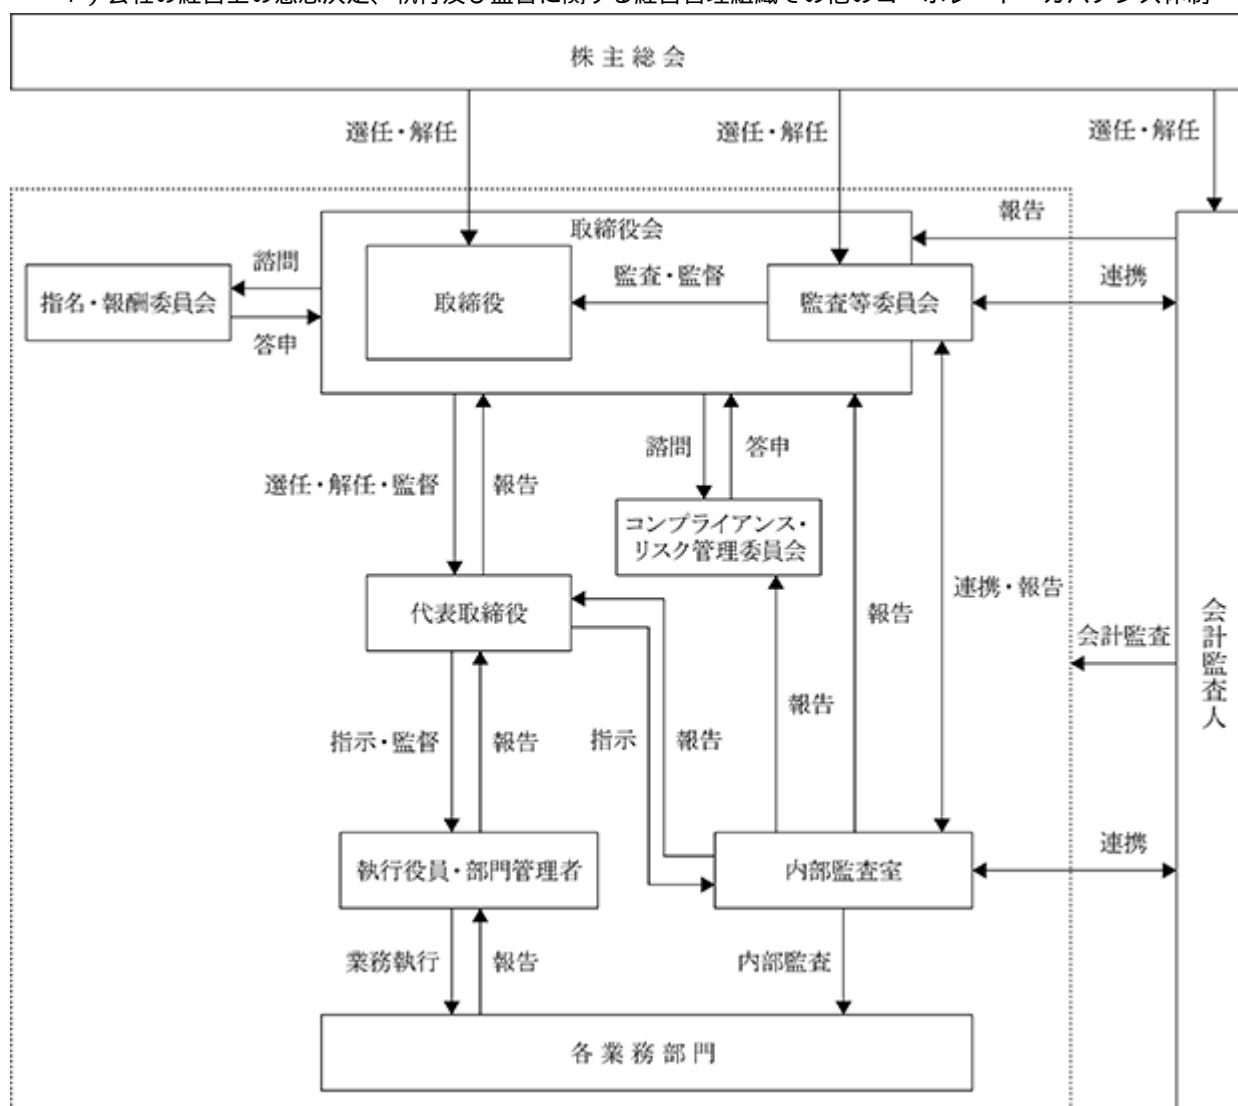 株主総会
選任・解任
選任・解任
選任・解任
取締役会
報告
諮問
監査・監督
連携
指名・報酬委員会
取締役
監査等委員会
答申
諮問
答申
選任・解任・監督
報告
コンプライアンス・
リスク管理委員会
連携・報告
代表取締役
報告
会計監査
会計監査人
報告
指示・監督
報告
指示
報告
執行役員・部門管理者
内部監査室
連携
業務執行
報告
内部監査
各業務部門